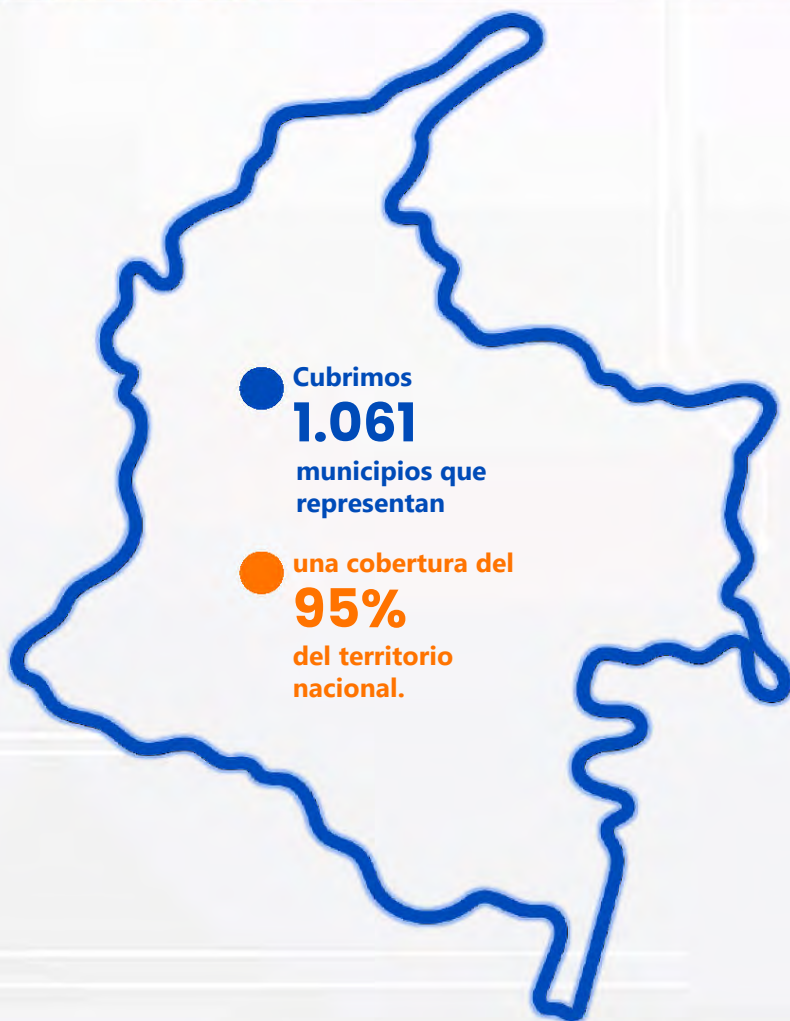 Cubrimos
1.061
municipios que
representan
una cobertura del
95%
del territorio
nacional.